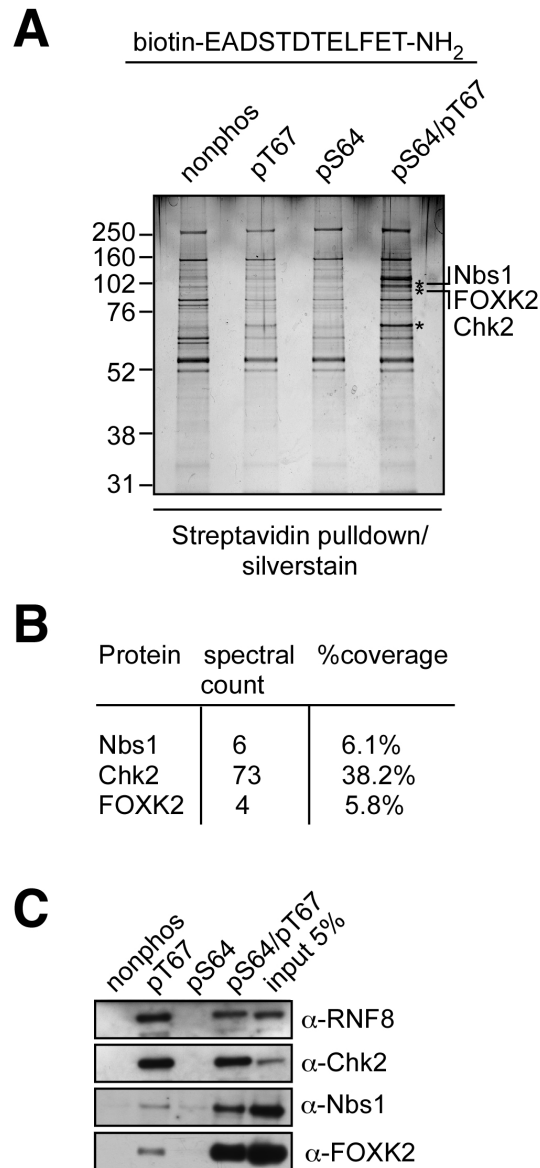 A
biotin-EADSTDTELFET-NH2
nonphos pT67 pS64 pS64/pT67
250
160
102
76
52
38
31
* Nbs1
* FOXK2
* Chk2
Streptavidin pulldown/
silverstain
B
Protein spectral %coverage
count
Nbs1 6 6.1%
Chk2 73 38.2%
FOXK2 4 5.8%
C
nonphos pT67 pS64 pS64/pT67 input 5%
α-RNF8
α-Chk2
α-Nbs1
α-FOXK2